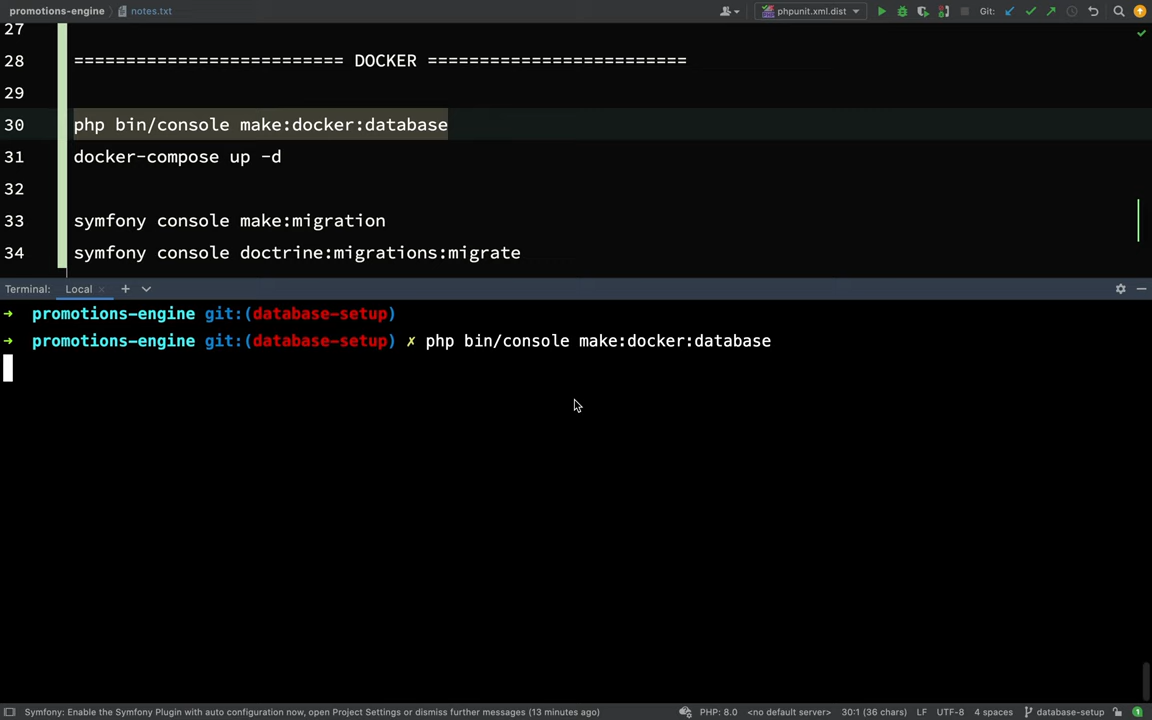 promotions-engine notes.txt phpunit.xml.dist Git:
27
28 ========================== DOCKER =========================
29
30 php bin/console make:docker:database
31 docker-compose up -d
32
33 symfony console make:migration
34 symfony console doctrine:migrations:migrate
Terminal: Local × +
→ promotions-engine git:(database-setup)
→ promotions-engine git:(database-setup) ✗ php bin/console make:docker:database
Symfony: Enable the Symfony Plugin with auto configuration now, open Project Settings or dismiss further messages (13 minutes ago) PHP: 8.0 <no default server> 30:1 (36 chars) LF UTF-8 4 spaces database-setup 1